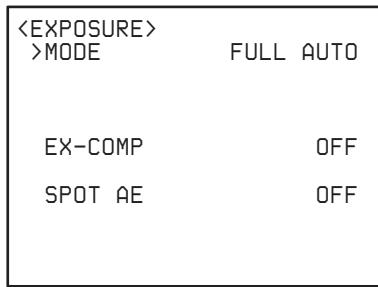 <EXPOSURE>
>MODE FULL AUTO
EX-COMP OFF
SPOT AE OFF